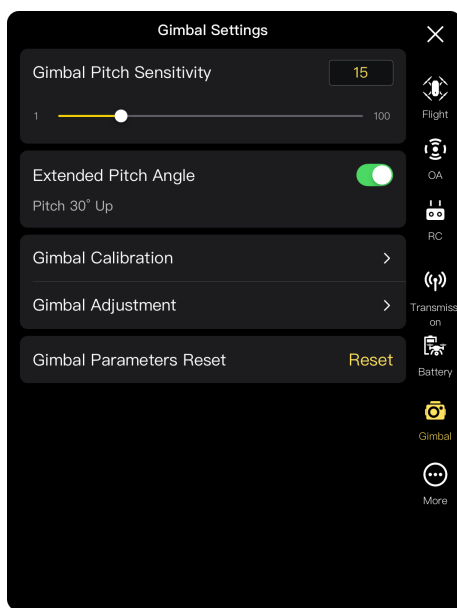 Gimbal Settings
Gimbal Pitch Sensitivity
15
1
100
Extended Pitch Angle
Pitch 30° Up
Gimbal Calibration
Gimbal Adjustment
Gimbal Parameters Reset
Reset
Flight
OA
RC
Transmiss
on
Battery
Gimbal
More